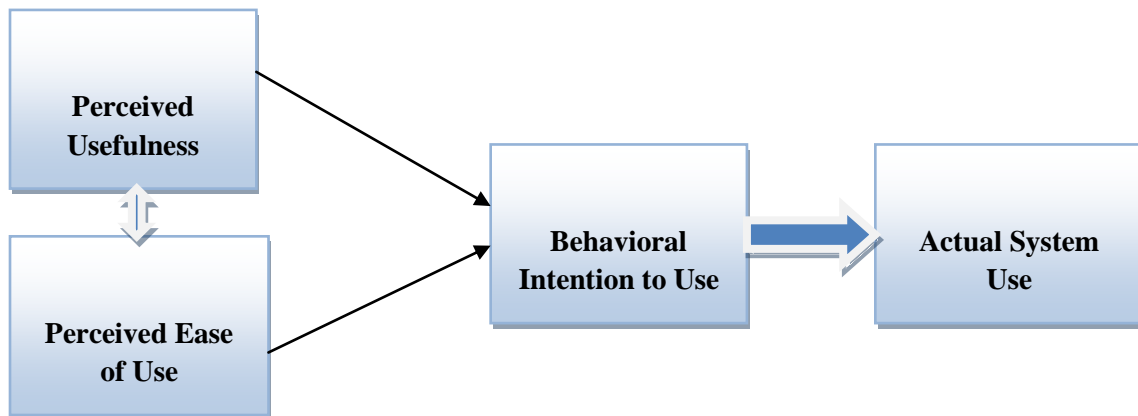 Perceived
Usefulness
Perceived Ease
of Use
Behavioral
Intention to Use
Actual System
Use